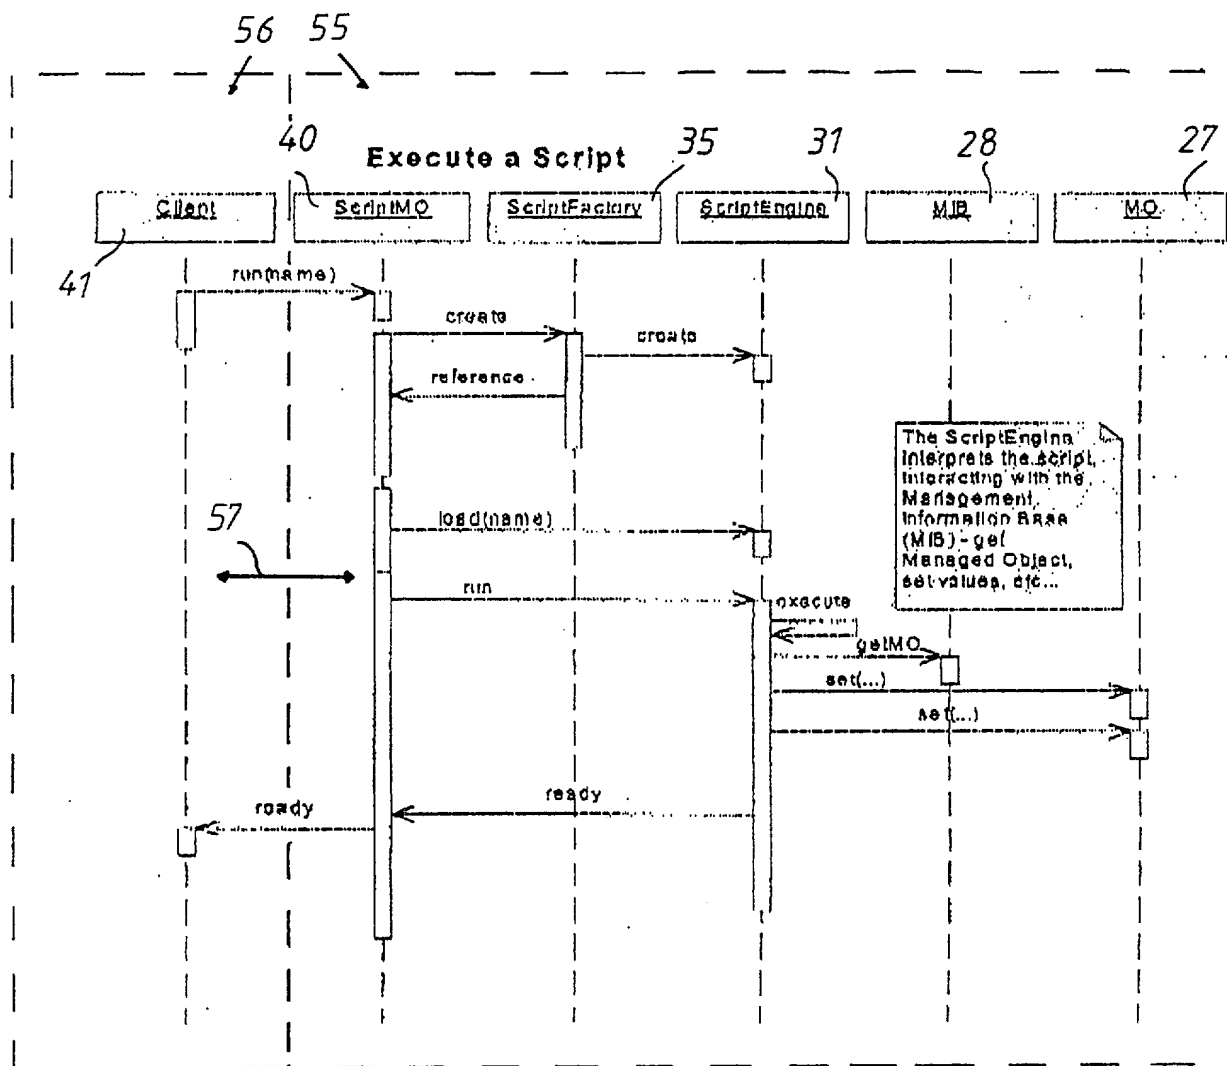 56 55
40 Execute a Script 35 31 28 27
Client ScriptMO ScriptFactory ScriptEngine MIB MO
41
run(name)
create
create
reference
The ScriptEngine
interprets the script,
interacting with the
Management
Information Base
(MIB) - get
Managed Object,
set values, etc...
load(name)
57
run
execute
getMO
set(...)
set(...)
ready
ready